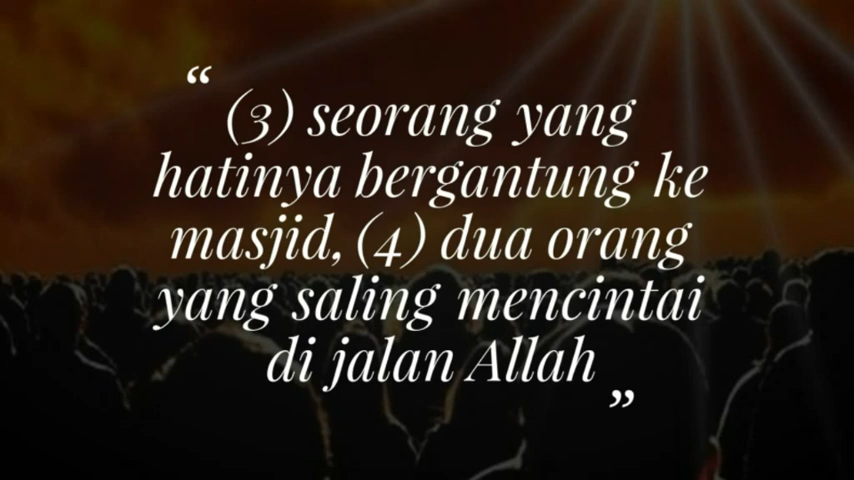 “
(3) seorang yang
hatinya bergantung ke
masjid, (4) dua orang
yang saling mencintai
di jalan Allah
”